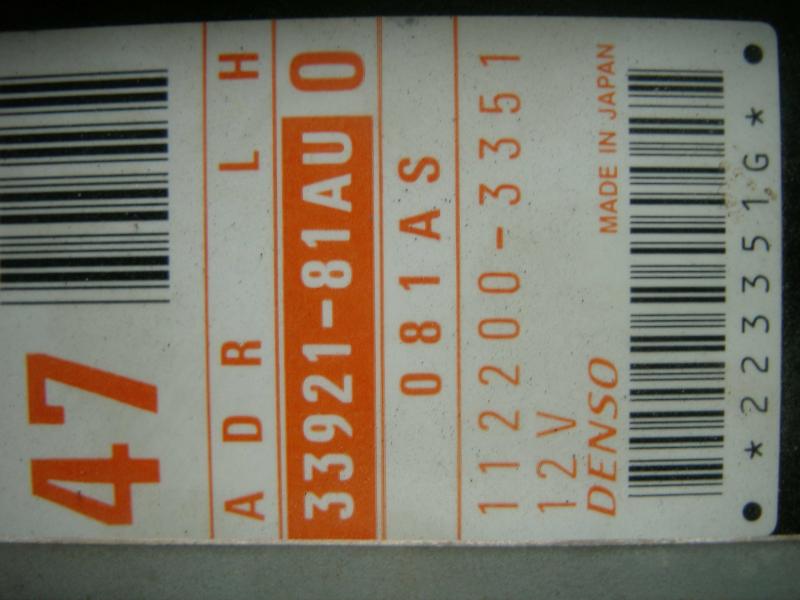 47
ADR LH
33921-81AU 0
081AS
112200-3351
12V
DENSO MADE IN JAPAN
*223351G*